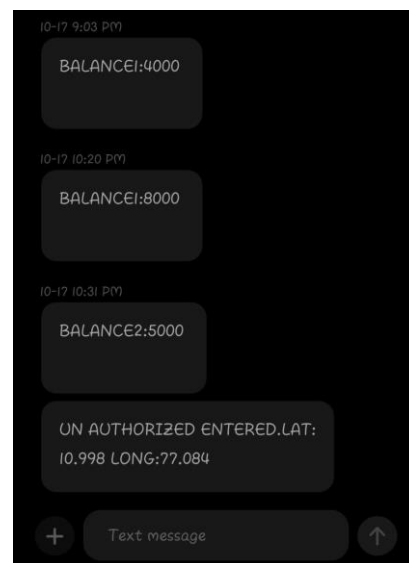 10-17 9:03 PM
BALANCE1:4000
10-17 10:20 PM
BALANCE1:8000
10-17 10:31 PM
BALANCE2:5000
UN AUTHORIZED ENTERED.LAT:
10.998 LONG:77.084
Text message